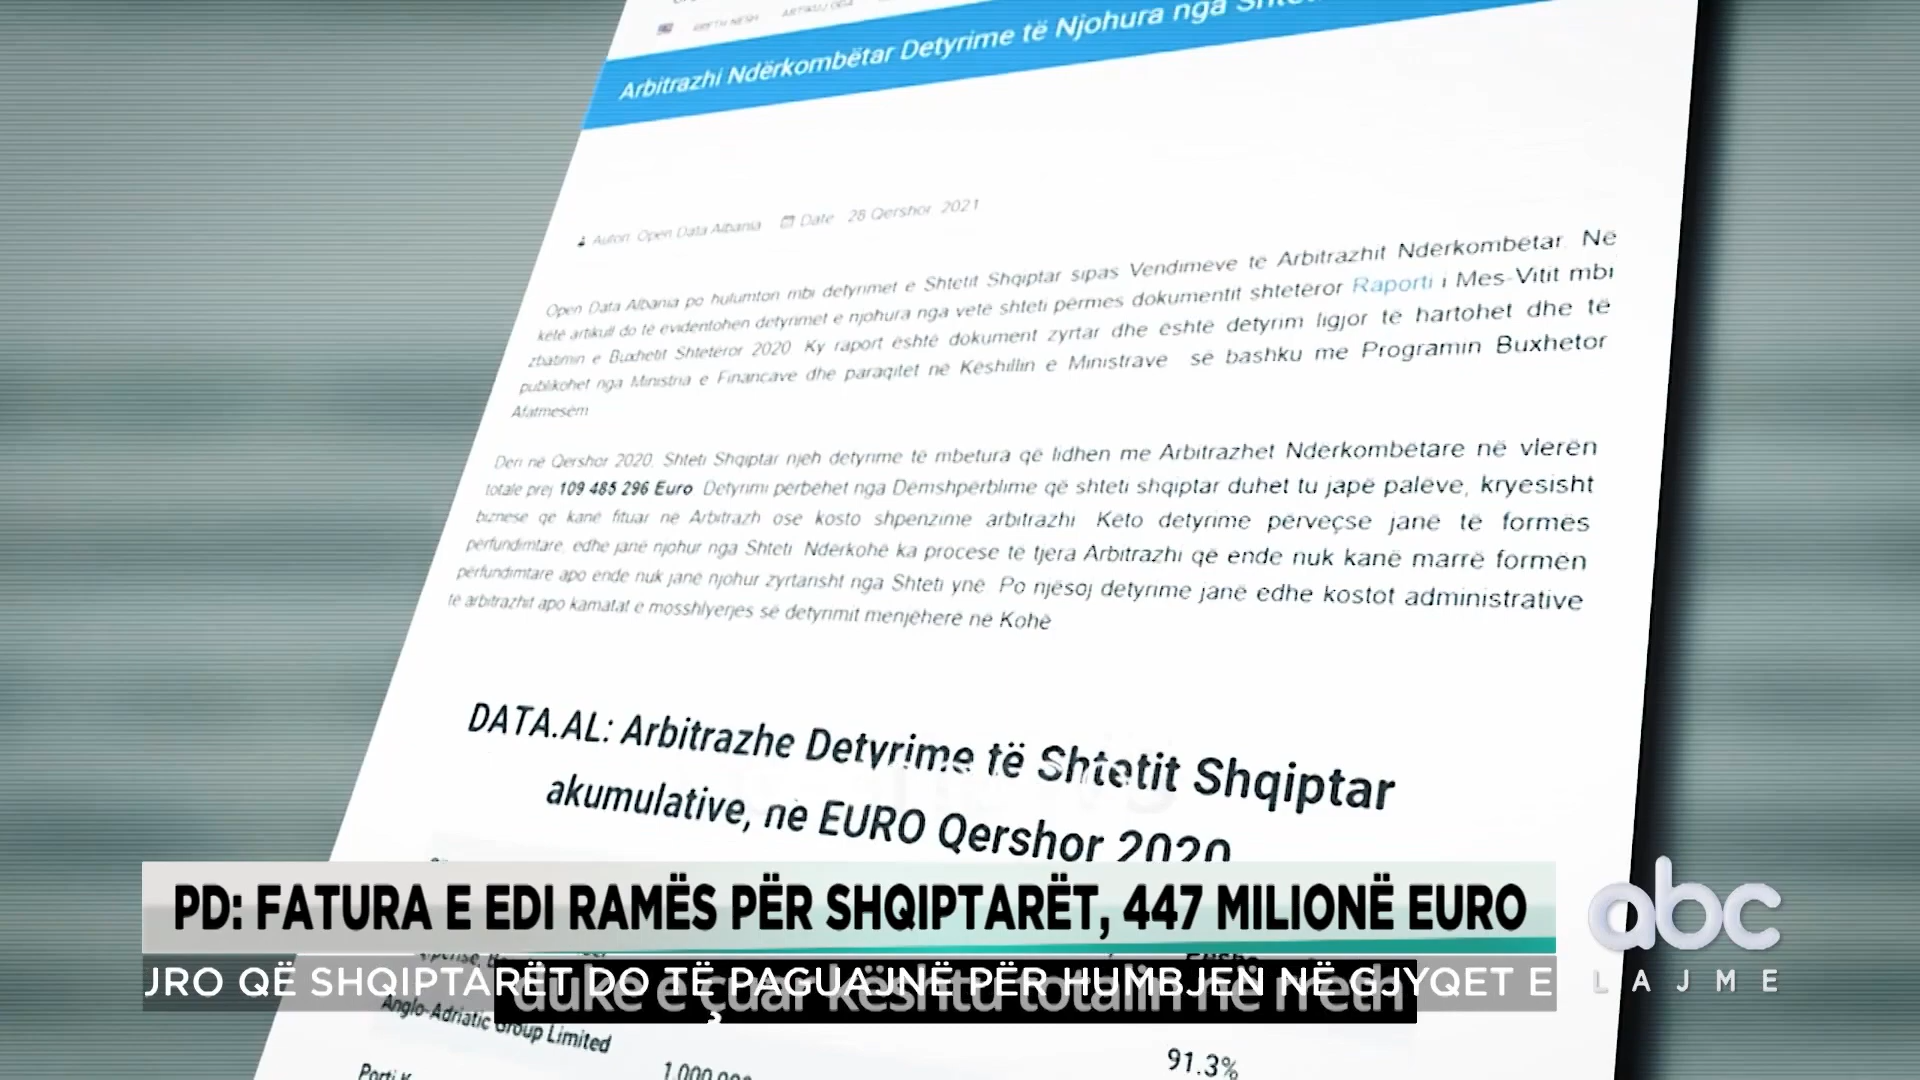 RRETH NESH
Arbitrazhi Ndërkombëtar Detyrime të Njohura nga
Autori: Open Data Albania Date 28 Qershor 2021
Open Data Albania po hulumton mbi detyrimet e Shtetit Shqiptar sipas Vendimeve të Arbitrazhit Ndërkombëtar. Në
këtë artikull do të evidentohen detyrimet e njohura nga vetë shteti përmes dokumentit shtetëror Raporti i Mes-Vitit mbi
zbatimin e Buxhetit Shtetëror 2020. Ky raport është dokument zyrtar dhe është detyrim ligjor të hartohet dhe të
publikohet nga Ministria e Financave dhe paraqitet në Këshillin e Ministrave së bashku me Programin Buxhetor
Afatmesëm
Deri në Qershor 2020, Shteti Shqiptar njeh detyrime të mbetura që lidhen me Arbitrazhet Ndërkombëtare në vlerën
totale prej 109 485 296 Euro. Detyrimi përbëhet nga Dëmshpërblime që shteti shqiptar duhet tu japë palëve, kryesisht
biznese që kanë fituar në Arbitrazh ose kosto shpenzime arbitrazhi. Këto detyrime përveçse janë të formës
përfundimtare, edhe janë njohur nga Shteti. Ndërkohë ka procese të tjera Arbitrazhi që ende nuk kanë marrë formën
përfundimtare apo ende nuk janë njohur zyrtarisht nga Shteti ynë. Po njësoj detyrime janë edhe kostot administrative
të arbitrazhit apo kamatat e mosshlyerjes së detyrimit menjëherë në Kohë
DATA.AL: Arbitrazhe Detyrime të Shtetit Shqiptar
akumulative, në EURO Qershor 2020
PD: FATURA E EDI RAMËS PËR SHQIPTARËT, 447 MILIONË EURO
abc
LAJME
JRO QË SHQIPTARËT DO TË PAGUAJNË PËR HUMBJEN NË GJYQET E
duke e çuar kështu totalin në rreth
Anglo-Adriatic Group Limited
91.3%
Porti